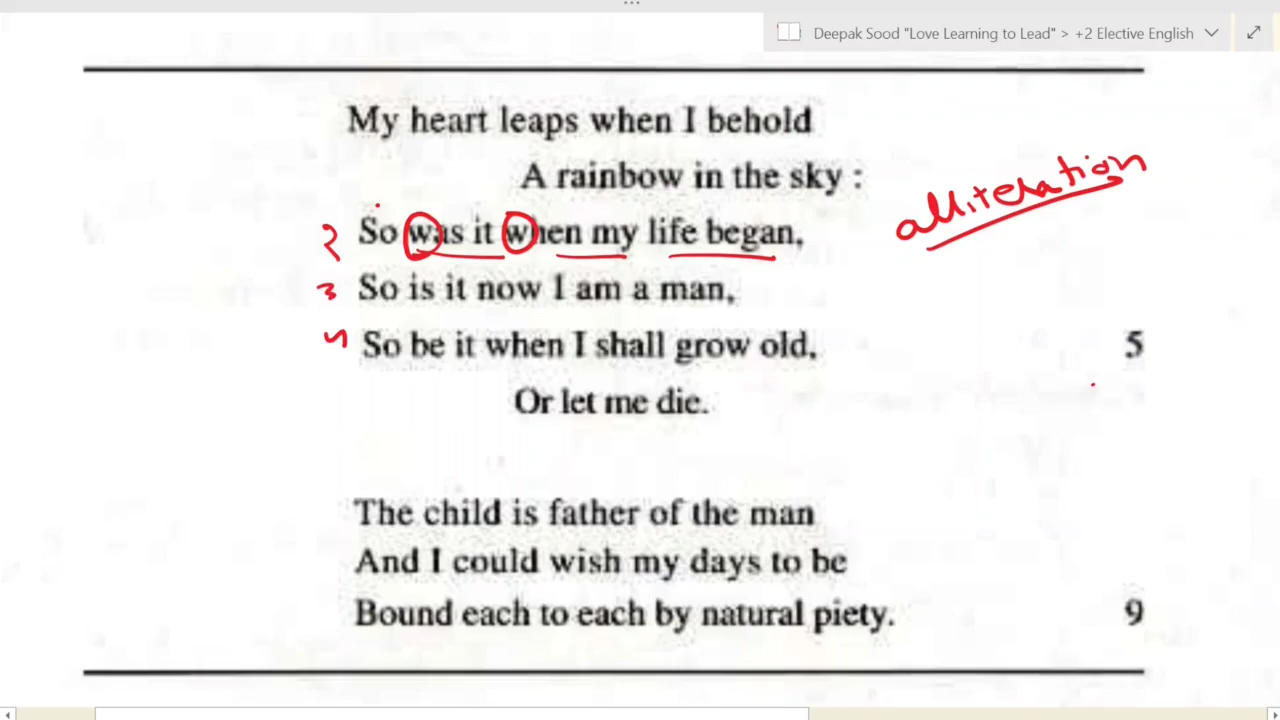 Deepak Sood "Love Learning to Lead" > +2 Elective English
My heart leaps when I behold
A rainbow in the sky :
alliteration
2 So was it when my life began,
3 So is it now I am a man,
4 So be it when I shall grow old, 5
Or let me die.
The child is father of the man
And I could wish my days to be
Bound each to each by natural piety. 9